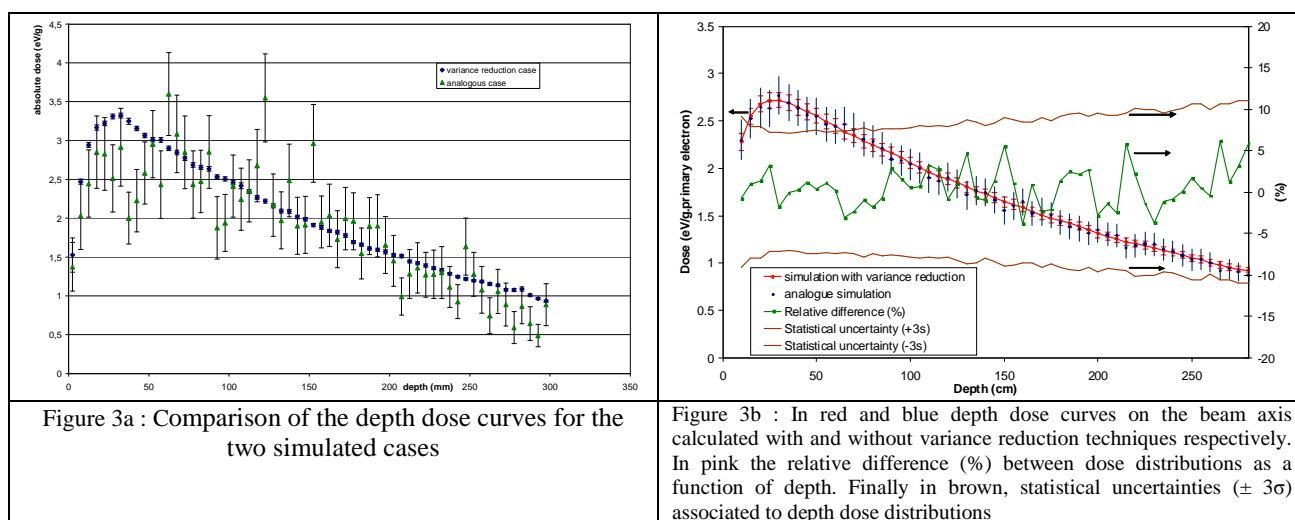 absolute dose (eV/g)
4,5
4
3,5
3
2,5
2
1,5
1
0,5
0
0 50 100 150 200 250 300 350
depth (mm)
variance reduction case
analogous case
Figure 3a : Comparison of the depth dose curves for the
two simulated cases
Dose (eV/g.primary electron)
3.5
3
2.5
2
1.5
1
0.5
0
0 50 100 150 200 250
Depth (cm)
20
15
10
5
0
-5
-10
-15
-20
(%)
simulation with variance reduction
analogue simulation
Relative difference (%)
Statistical uncertainty (+3s)
Statistical uncertainty (-3s)
Figure 3b : In red and blue depth dose curves on the beam axis
calculated with and without variance reduction techniques respectively.
In pink the relative difference (%) between dose distributions as a
function of depth. Finally in brown, statistical uncertainties (± 3σ)
associated to depth dose distributions